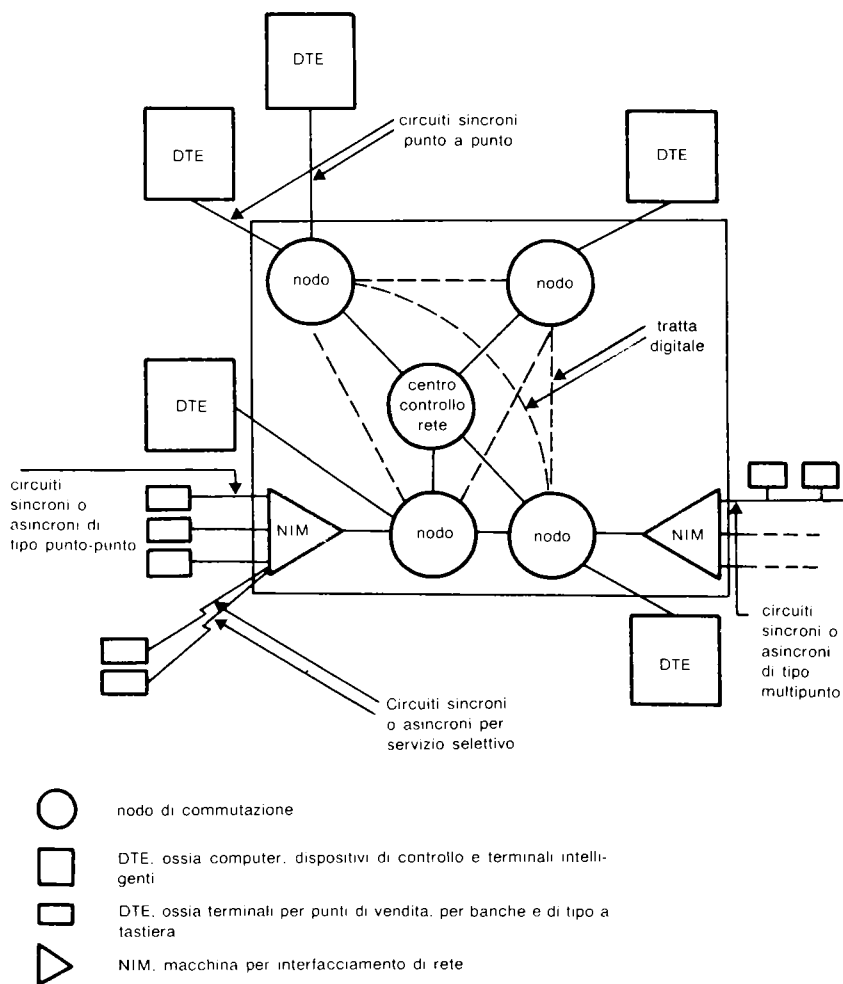 DTE
circuiti sincroni
punto a punto
DTE
DTE
nodo
nodo
tratta
digitale
centro
controllo
rete
DTE
circuiti
sincroni o
asincroni di
tipo punto-punto
NIM
nodo
nodo
NIM
circuiti
sincroni o
asincroni
di tipo
multipunto
DTE
Circuiti sincroni
o asincroni per
servizio selettivo
nodo di commutazione
DTE, ossia computer, dispositivi di controllo e terminali intelli-
genti
DTE, ossia terminali per punti di vendita, per banche e di tipo a
tastiera
NIM, macchina per interfacciamento di rete